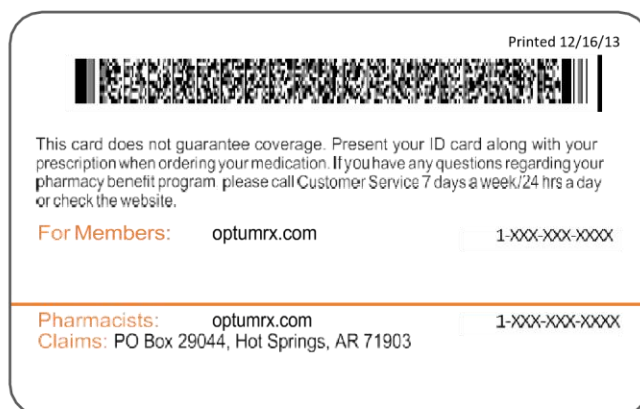 Printed 12/16/13
This card does not guarantee coverage. Present your ID card along with your
prescription when ordering your medication. If you have any questions regarding your
pharmacy benefit program please call Customer Service 7 days a week/24 hrs a day
or check the website.
For Members: optumrx.com 1-XXX-XXX-XXXX
Pharmacists: optumrx.com 1-XXX-XXX-XXXX
Claims: PO Box 29044, Hot Springs, AR 71903